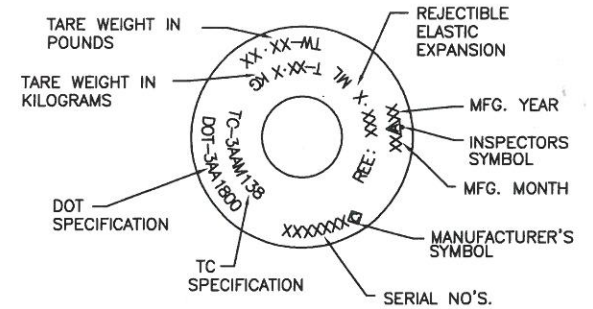 TARE WEIGHT IN
POUNDS
TARE WEIGHT IN
KILOGRAMS
REJECTIBLE
ELASTIC
EXPANSION
MFG. YEAR
INSPECTORS
SYMBOL
MFG. MONTH
MANUFACTURER'S
SYMBOL
SERIAL NO'S.
TC
SPECIFICATION
DOT
SPECIFICATION
TW-XX·XX
T-XX·X KG
REE: XX·X ML
XX XX
XXXXXXX
TC-3AAM138
DOT-3AA1800